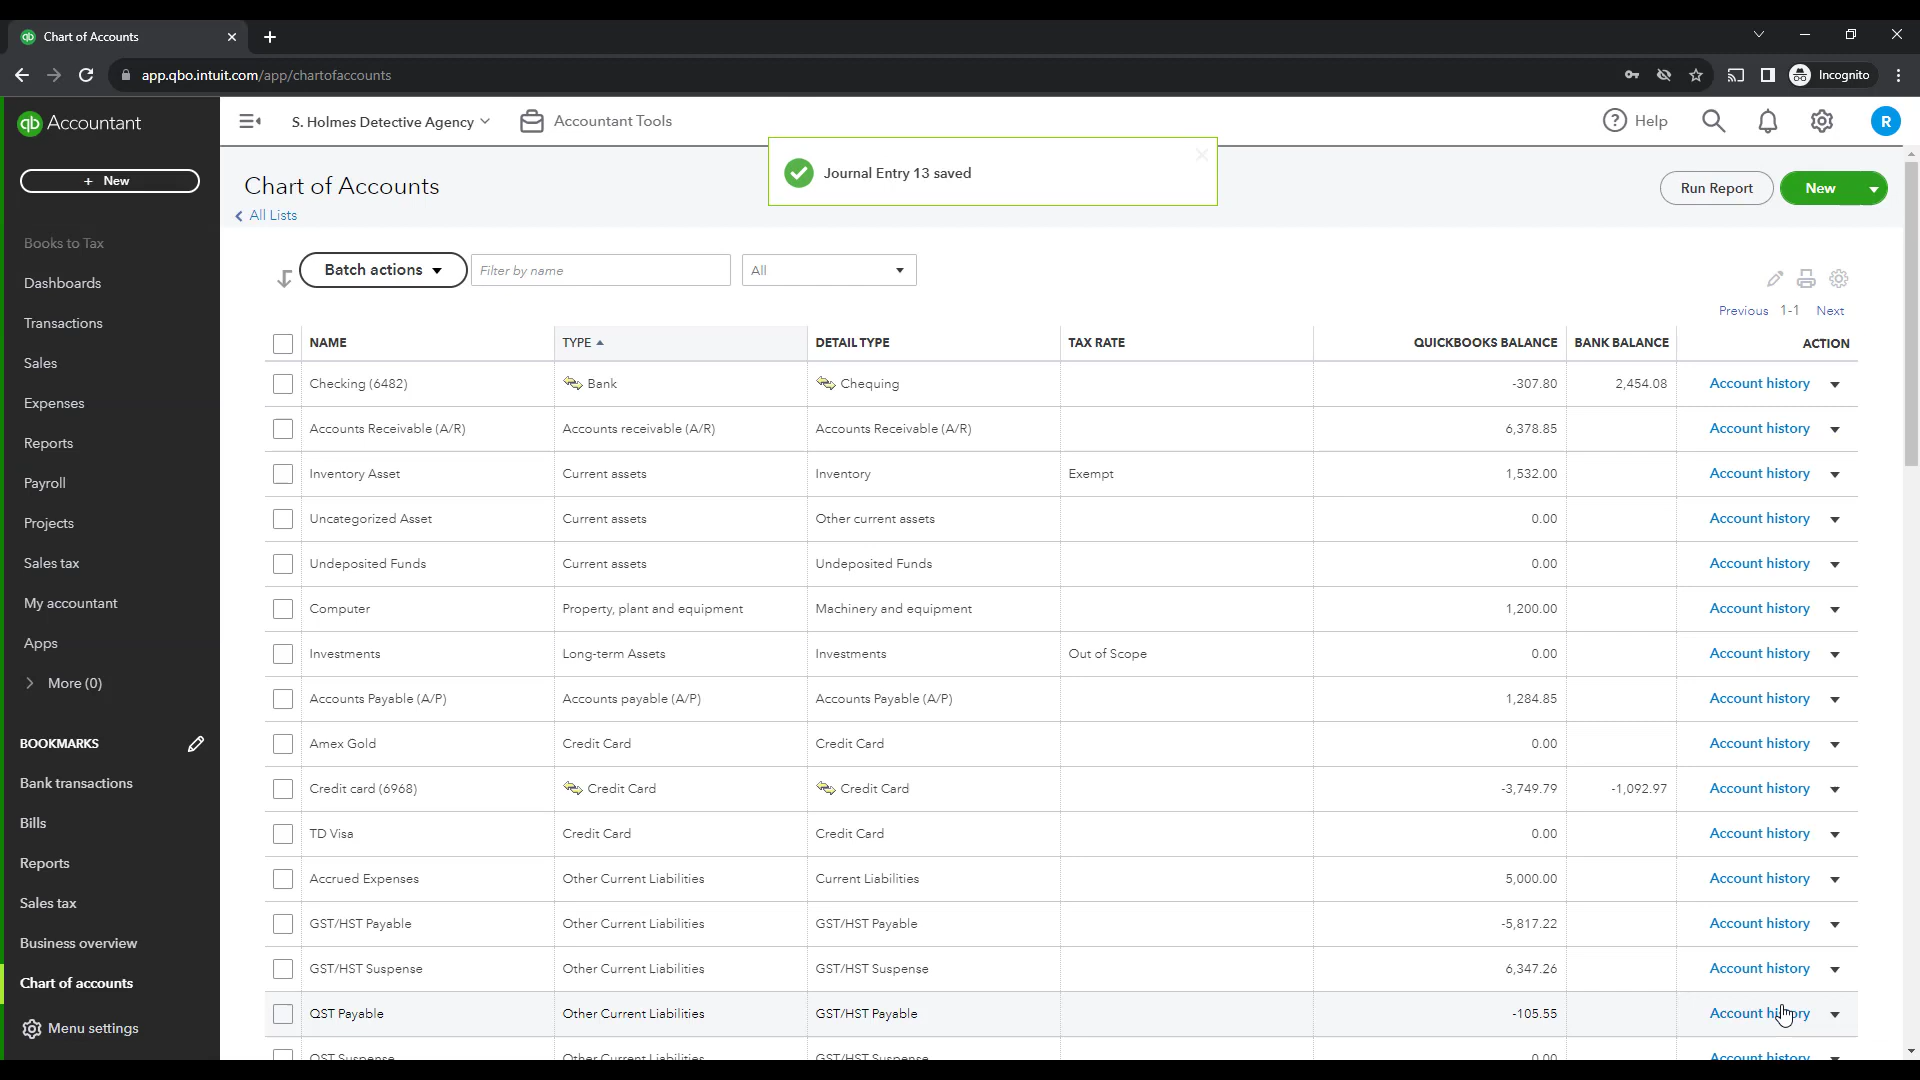 Chart of Accounts
app.qbo.intuit.com/app/chartofaccounts
Incognito
qb Accountant
S. Holmes Detective Agency
Accountant Tools
Help
R
Journal Entry 13 saved
+ New
Chart of Accounts
All Lists
Run Report
New
Books to Tax
Dashboards
Transactions
Sales
Expenses
Reports
Payroll
Projects
Sales tax
My accountant
Apps
More (0)
BOOKMARKS
Bank transactions
Bills
Reports
Sales tax
Business overview
Chart of accounts
Menu settings
Batch actions
Filter by name
All
Previous 1-1 Next
NAME TYPE DETAIL TYPE TAX RATE QUICKBOOKS BALANCE BANK BALANCE ACTION
Checking (6482) Bank Chequing -307.80 2,454.08 Account history
Accounts Receivable (A/R) Accounts receivable (A/R) Accounts Receivable (A/R) 6,378.85 Account history
Inventory Asset Current assets Inventory Exempt 1,532.00 Account history
Uncategorized Asset Current assets Other current assets 0.00 Account history
Undeposited Funds Current assets Undeposited Funds 0.00 Account history
Computer Property, plant and equipment Machinery and equipment 1,200.00 Account history
Investments Long-term Assets Investments Out of Scope 0.00 Account history
Accounts Payable (A/P) Accounts payable (A/P) Accounts Payable (A/P) 1,284.85 Account history
Amex Gold Credit Card Credit Card 0.00 Account history
Credit card (6968) Credit Card Credit Card -3,749.79 -1,092.97 Account history
TD Visa Credit Card Credit Card 0.00 Account history
Accrued Expenses Other Current Liabilities Current Liabilities 5,000.00 Account history
GST/HST Payable Other Current Liabilities GST/HST Payable -5,817.22 Account history
GST/HST Suspense Other Current Liabilities GST/HST Suspense 6,347.26 Account history
QST Payable Other Current Liabilities GST/HST Payable -105.55 Account history
QST Suspense Other Current Liabilities GST/HST Suspense 0.00 Account history